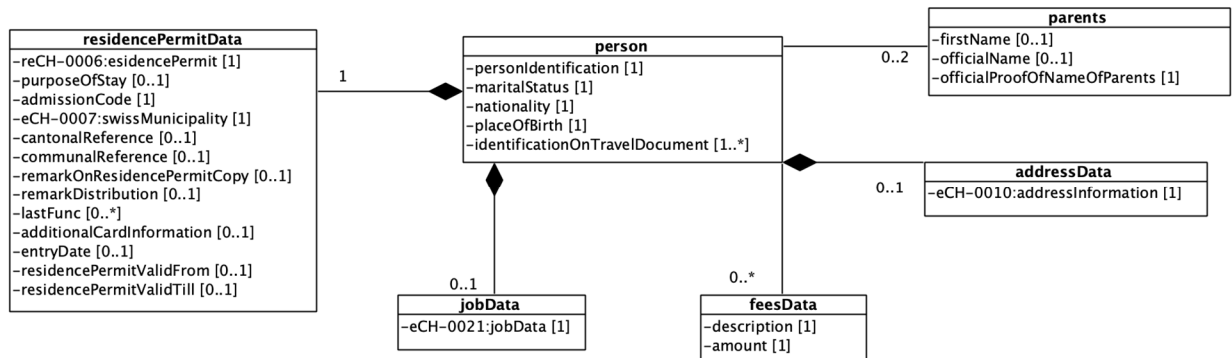 residencePermitData
-reCH-0006:esidencePermit [1]
-purposeOfStay [0..1]
-admissionCode [1]
-eCH-0007:swissMunicipality [1]
-cantonalReference [0..1]
-communalReference [0..1]
-remarkOnResidencePermitCopy [0..1]
-remarkDistribution [0..1]
-lastFunc [0..*]
-additionalCardInformation [0..1]
-entryDate [0..1]
-residencePermitValidFrom [0..1]
-residencePermitValidTill [0..1]
1
person
-personIdentification [1]
-maritalStatus [1]
-nationality [1]
-placeOfBirth [1]
-identificationOnTravelDocument [1..*]
0..2
parents
-firstName [0..1]
-officialName [0..1]
-officialProofOfNameOfParents [1]
0..1
addressData
-eCH-0010:addressInformation [1]
0..1
jobData
-eCH-0021:jobData [1]
0..*
feesData
-description [1]
-amount [1]